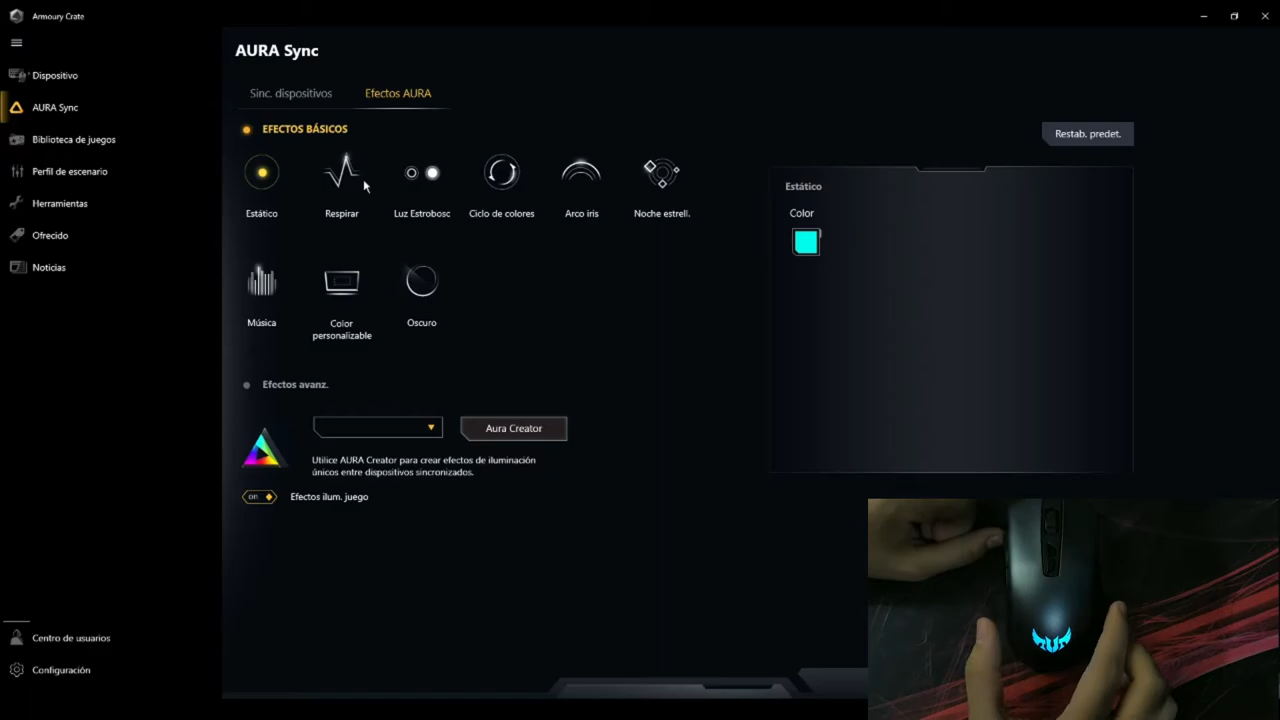 Armoury Crate
Dispositivo
AURA Sync
Biblioteca de juegos
Perfil de escenario
Herramientas
Ofrecido
Noticias
Centro de usuarios
Configuración
AURA Sync
Sinc. dispositivos
Efectos AURA
EFECTOS BÁSICOS
Restab. predet.
Estático
Respirar
Luz Estrobosc
Ciclo de colores
Arco iris
Noche estrell.
Música
Color
personalizable
Oscuro
Efectos avanz.
Aura Creator
Utilice AURA Creator para crear efectos de iluminación
únicos entre dispositivos sincronizados.
on
Efectos ilum. juego
Estático
Color